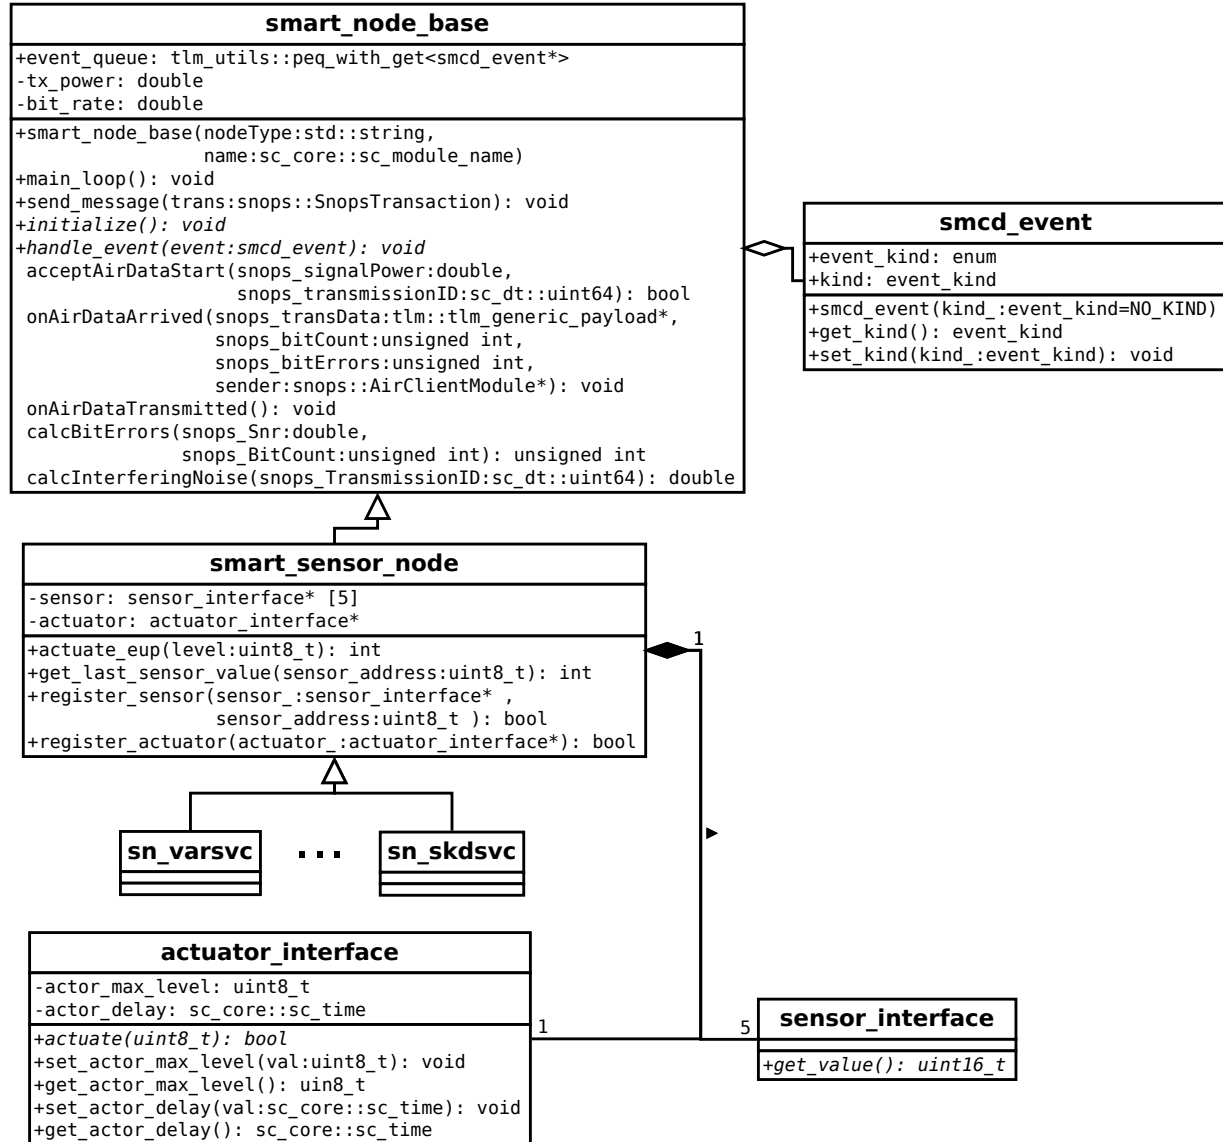 smart_node_base
+event_queue: tlm_utils::peq_with_get<smcd_event*>
-tx_power: double
-bit_rate: double
+smart_node_base(nodeType:std::string,
name:sc_core::sc_module_name)
+main_loop(): void
+send_message(trans:snops::SnopsTransaction): void
+initialize(): void
+handle_event(event:smcd_event): void
acceptAirDataStart(snops_signalPower:double,
snops_transmissionID:sc_dt::uint64): bool
onAirDataArrived(snops_transData:tlm::tlm_generic_payload*,
snops_bitCount:unsigned int,
snops_bitErrors:unsigned int,
sender:snops::AirClientModule*): void
onAirDataTransmitted(): void
calcBitErrors(snops_Snr:double,
snops_BitCount:unsigned int): unsigned int
calcInterferingNoise(snops_TransmissionID:sc_dt::uint64): double
smcd_event
+event_kind: enum
+kind: event_kind
+smcd_event(kind_:event_kind=NO_KIND)
+get_kind(): event_kind
+set_kind(kind_:event_kind): void
smart_sensor_node
-sensor: sensor_interface* [5]
-actuator: actuator_interface*
+actuate_eup(level:uint8_t): int
+get_last_sensor_value(sensor_address:uint8_t): int
+register_sensor(sensor_:sensor_interface* ,
sensor_address:uint8_t ): bool
+register_actuator(actuator_:actuator_interface*): bool
1
sn_varsvc
...
sn_skdsvc
actuator_interface
-actor_max_level: uint8_t
-actor_delay: sc_core::sc_time
+actuate(uint8_t): bool
+set_actor_max_level(val:uint8_t): void
+get_actor_max_level(): uin8_t
+set_actor_delay(val:sc_core::sc_time): void
+get_actor_delay(): sc_core::sc_time
1
5
sensor_interface
+get_value(): uint16_t